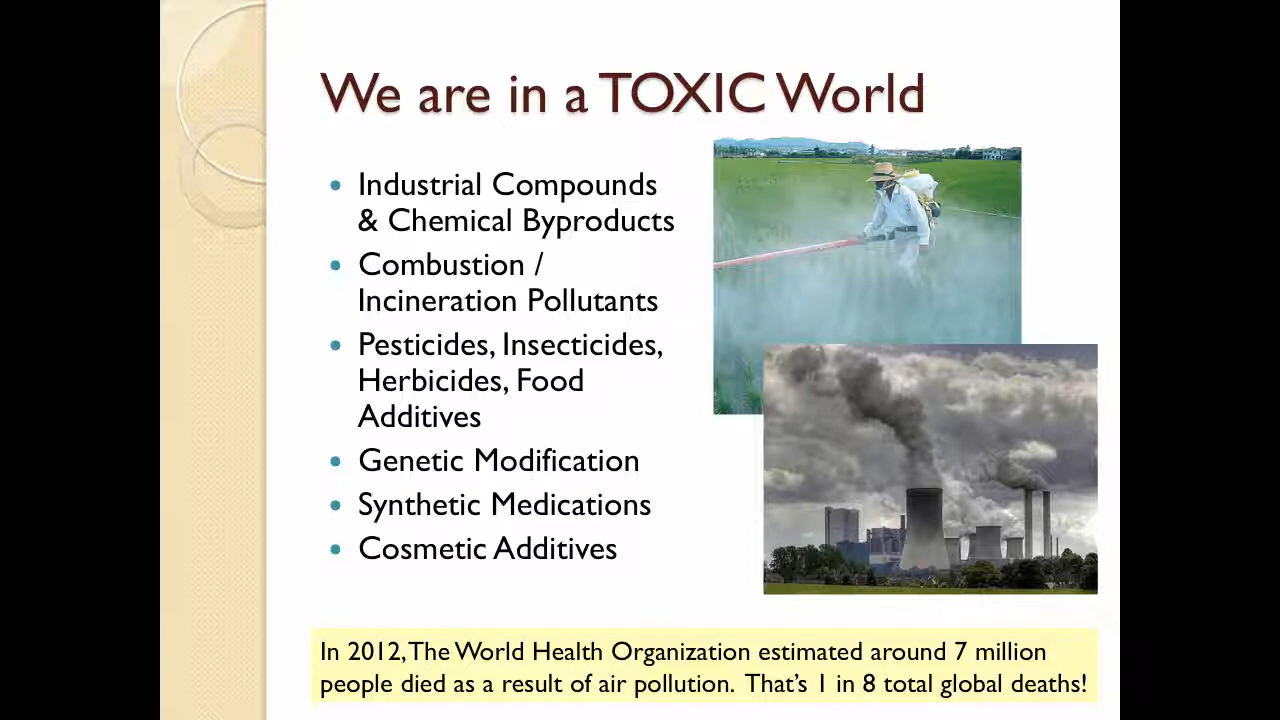 We are in a TOXIC World
• Industrial Compounds
& Chemical Byproducts
• Combustion /
Incineration Pollutants
• Pesticides, Insecticides,
Herbicides, Food
Additives
• Genetic Modification
• Synthetic Medications
• Cosmetic Additives
In 2012, The World Health Organization estimated around 7 million
people died as a result of air pollution. That's 1 in 8 total global deaths!